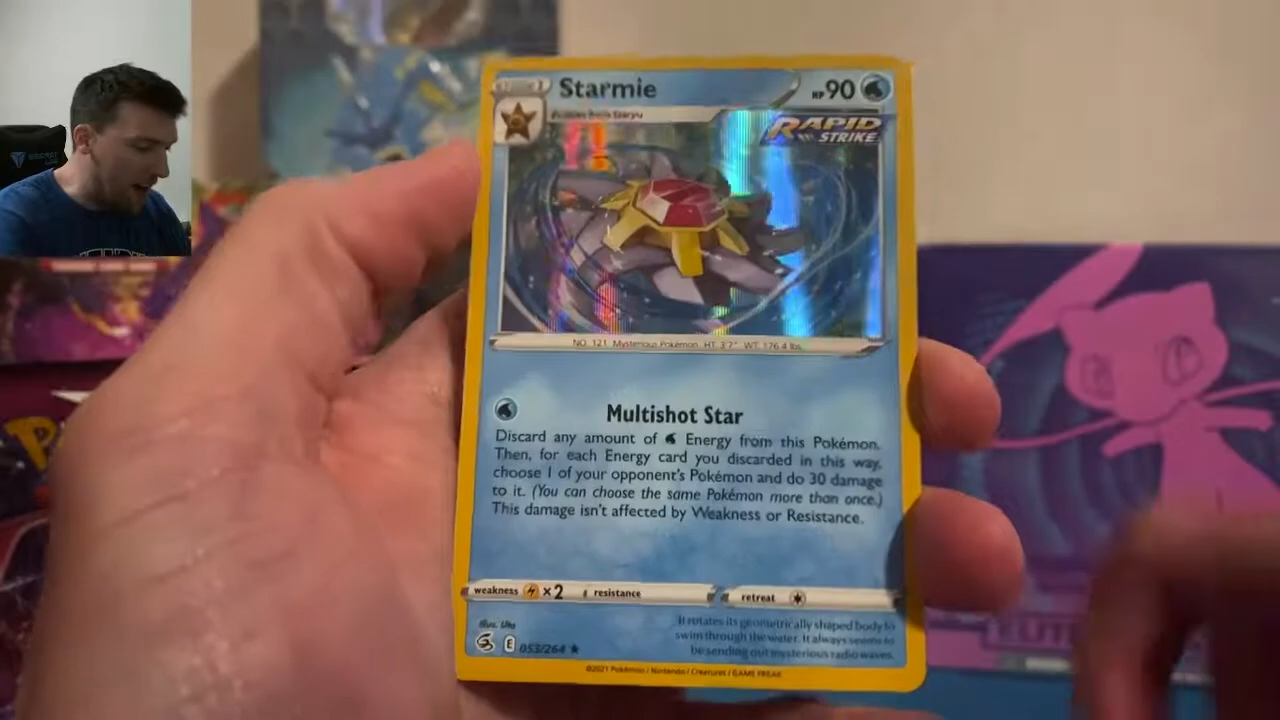 Starmie
HP 90
Evolves from Staryu
RAPID
STRIKE
NO. 121 Mysterious Pokémon HT: 3'7" WT: 176.4 lbs.
Multishot Star
Discard any amount of Energy from this Pokémon.
Then, for each Energy card you discarded in this way,
choose 1 of your opponent's Pokémon and do 30 damage
to it. (You can choose the same Pokémon more than once.)
This damage isn't affected by Weakness or Resistance.
weakness ×2 resistance retreat
Illus. Uta
It rotates its geometrically shaped body to
swim through the water. It always seems to
be sending out mysterious radio waves.
E 053/264 ★
©2021 Pokémon / Nintendo / Creatures / GAME FREAK